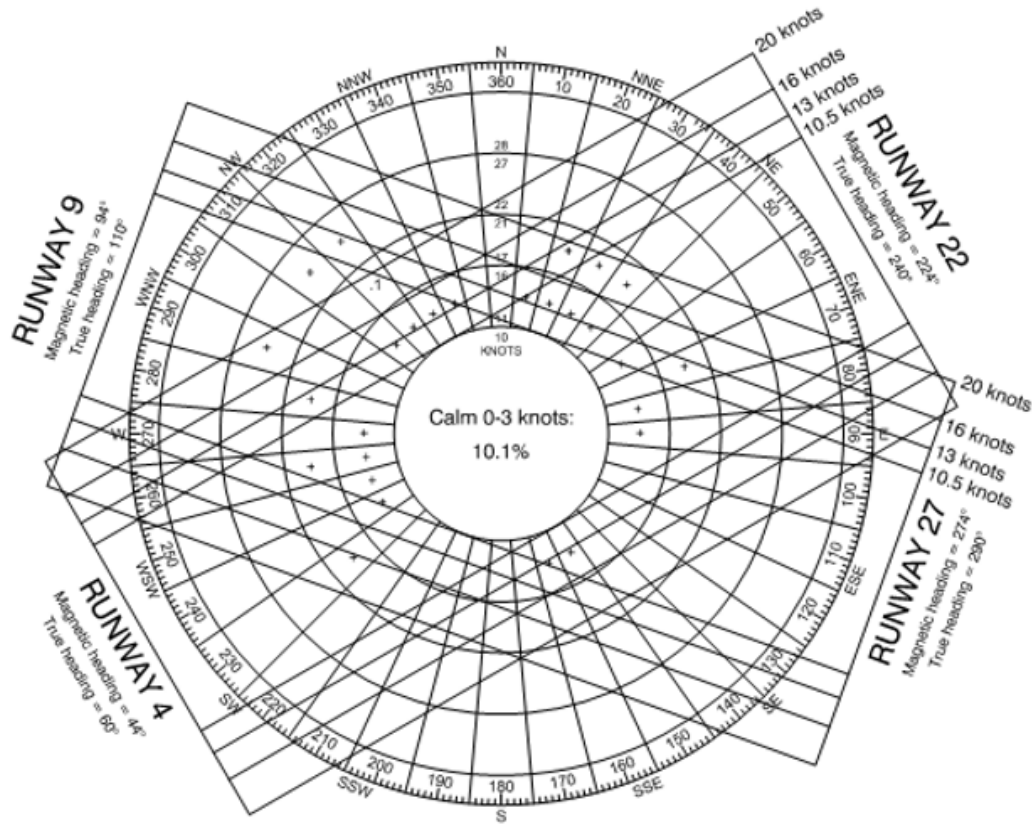 N
NNW
NNE
NW
NE
WNW
ENE
W
E
WSW
ESE
SW
SE
SSW
SSE
S
360
10
20
30
40
50
60
70
80
90
100
110
120
130
140
150
160
170
180
190
200
210
220
230
240
250
260
270
280
290
300
310
320
330
340
350
28
27
22
21
17
16
11
10
KNOTS
.1
Calm 0-3 knots:
10.1%
20 knots
16 knots
13 knots
10.5 knots
RUNWAY 22
Magnetic heading = 224°
True heading = 240°
20 knots
16 knots
13 knots
10.5 knots
RUNWAY 27
Magnetic heading = 274°
True heading = 290°
RUNWAY 9
Magnetic heading = 94°
True heading = 110°
RUNWAY 4
Magnetic heading = 44°
True heading = 60°